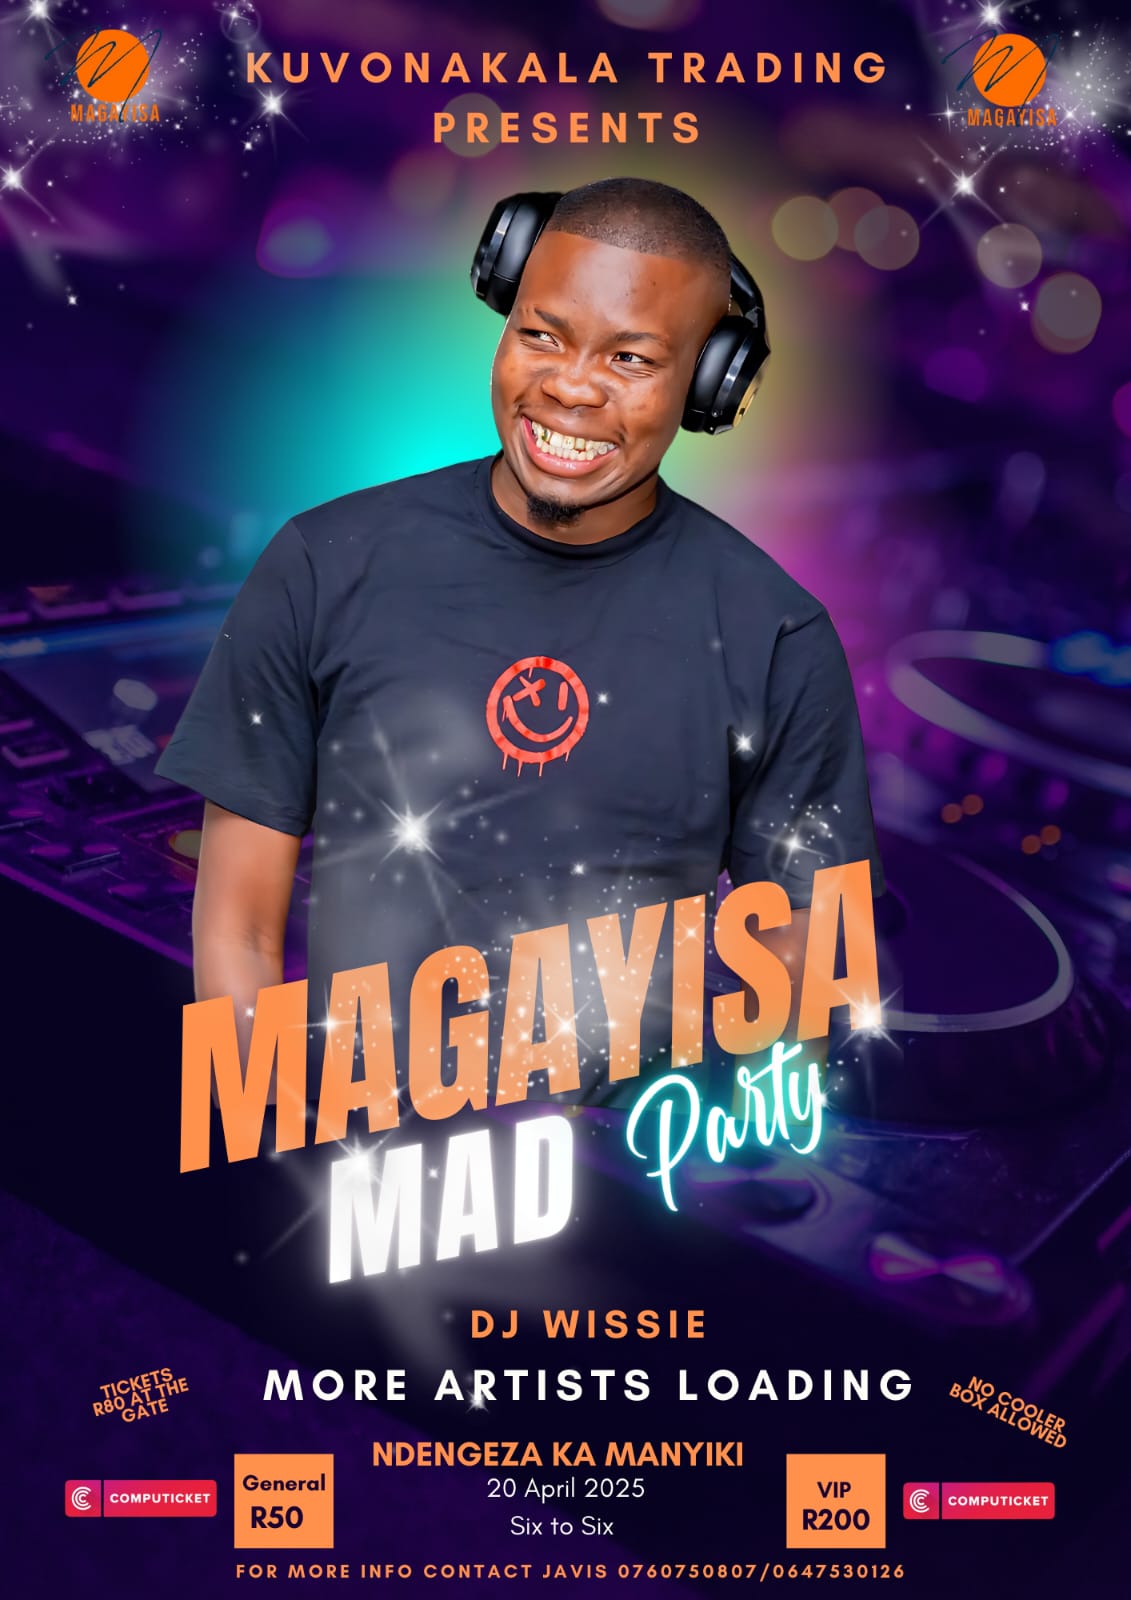 MAGAYISA
KUVONAKALA TRADING
PRESENTS
MAGAYISA
MAGAYISA
MAD Party
DJ WISSIE
MORE ARTISTS LOADING
TICKETS
R80 AT THE
GATE
NO COOLER
BOX ALLOWED
NDENGEZA KA MANYIKI
20 April 2025
Six to Six
COMPUTICKET
General
R50
VIP
R200
COMPUTICKET
FOR MORE INFO CONTACT JAVIS 0760750807/0647530126